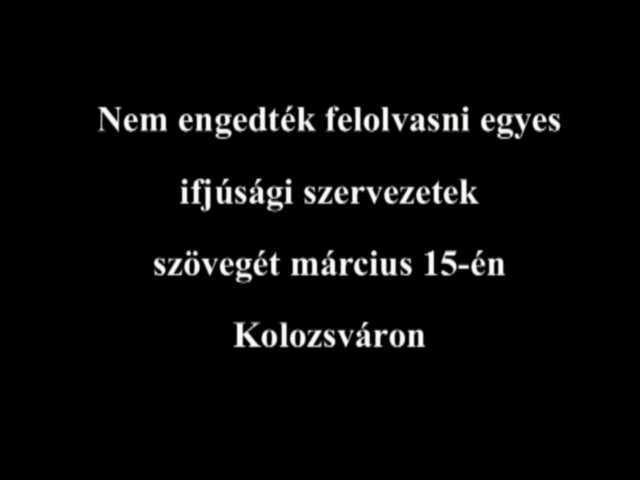 Nem engedték felolvasni egyes
ifjúsági szervezetek
szövegét március 15-én
Kolozsváron